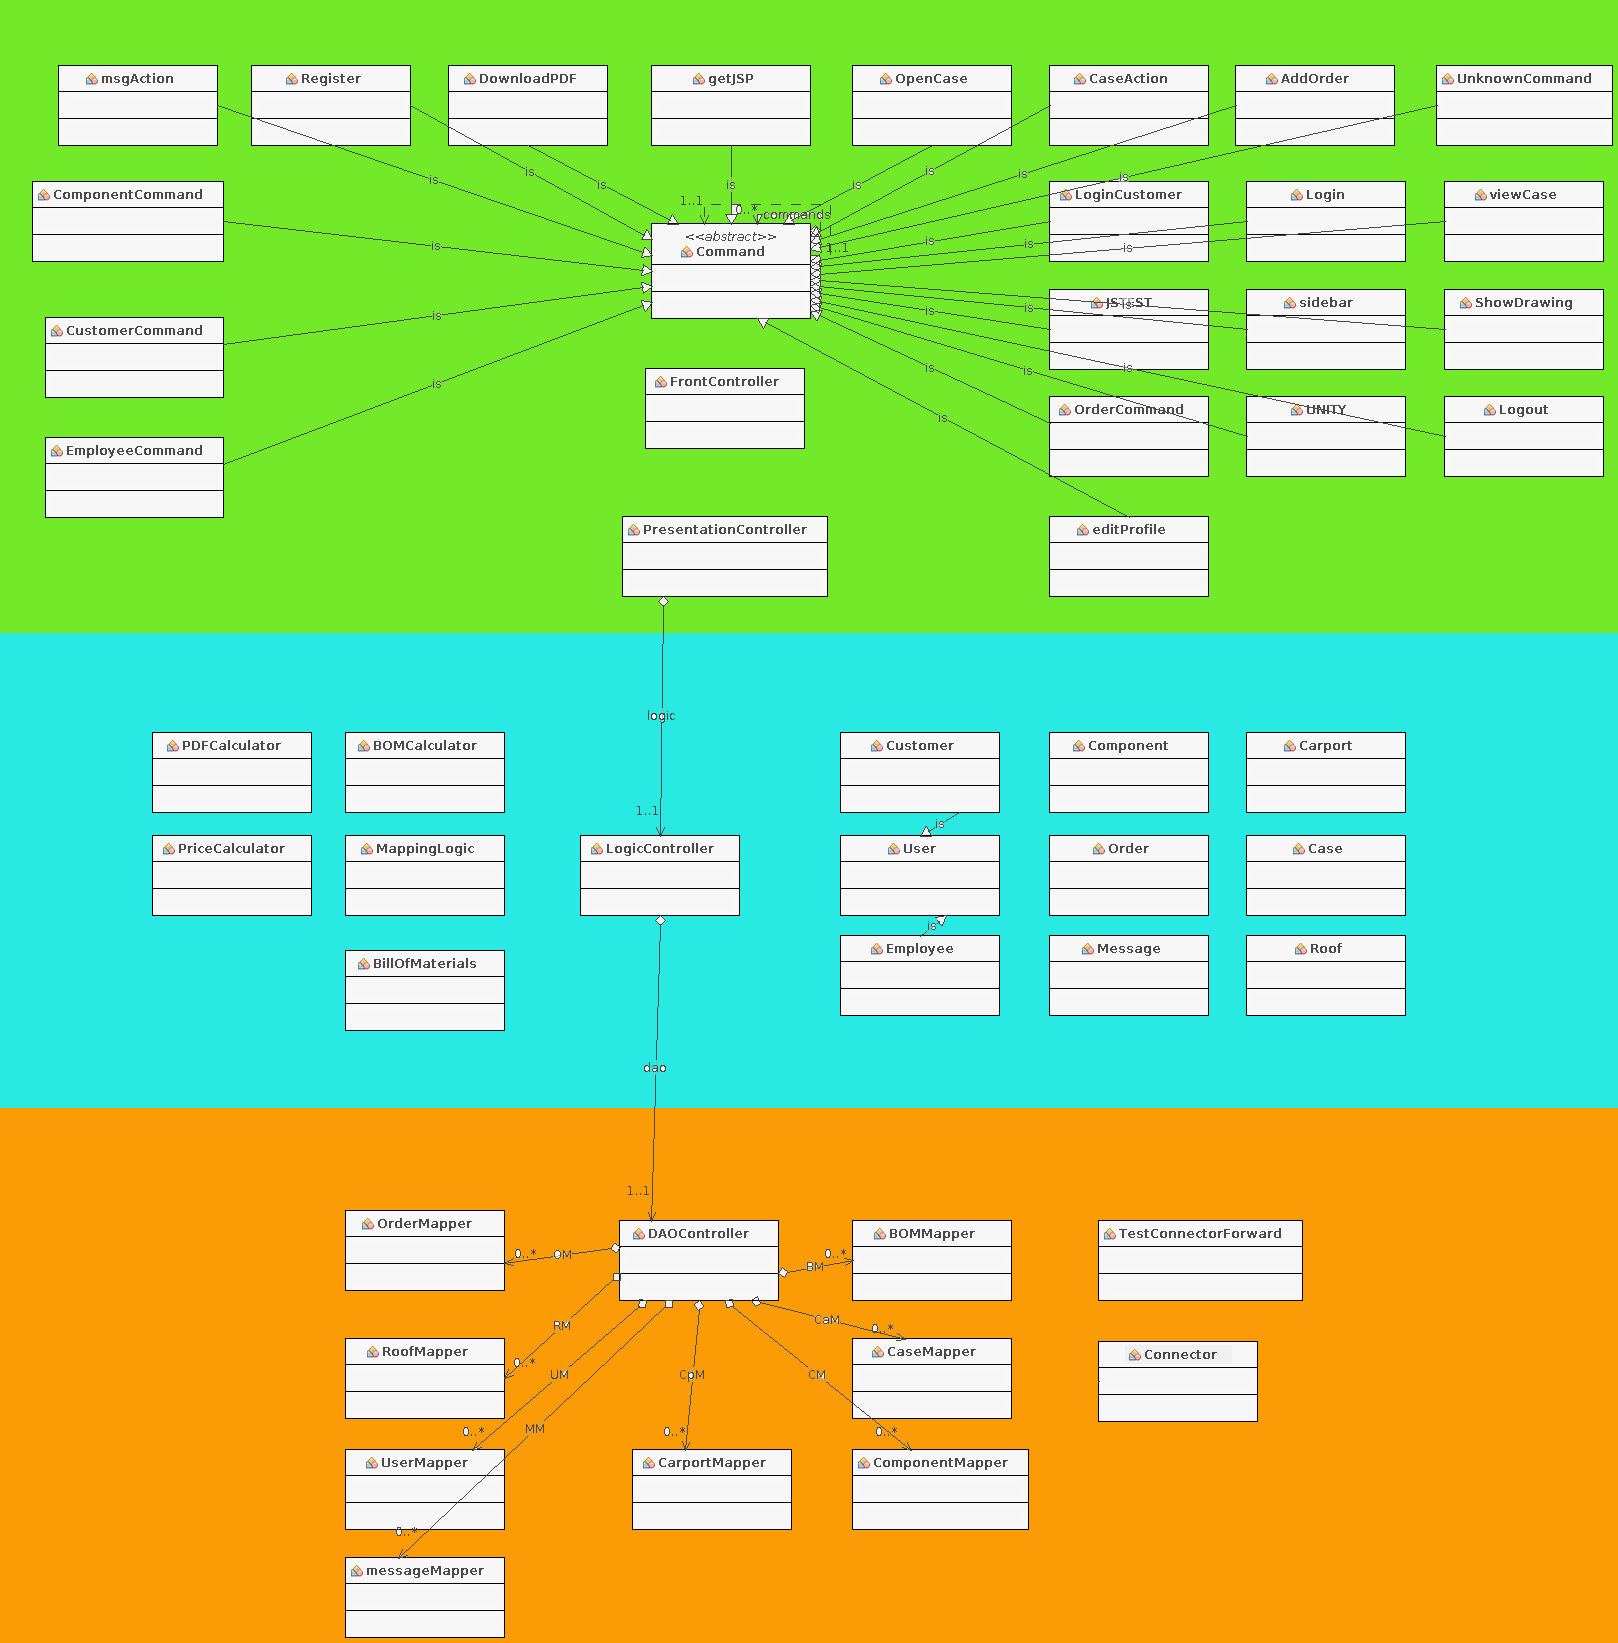 msgAction
Register
DownloadPDF
getJSP
OpenCase
CaseAction
AddOrder
UnknownCommand
is
is
is
is
is
is
is
is
ComponentCommand
LoginCustomer
Login
viewCase
1..1
0..*
commands
<<abstract>>
Command
1..1
is
is
is
is
CustomerCommand
JSTEST
sidebar
ShowDrawing
is
is
is
is
FrontController
is
is
is
is
OrderCommand
UNITY
Logout
is
EmployeeCommand
PresentationController
editProfile
logic
1..1
PDFCalculator
BOMCalculator
Customer
Component
Carport
is
PriceCalculator
MappingLogic
LogicController
User
Order
Case
is
BillOfMaterials
Employee
Message
Roof
dao
1..1
OrderMapper
DAOController
BOMMapper
TestConnectorForward
0..*
OM
BM
0..*
RM
0..*
CaM
0..*
RoofMapper
CaseMapper
Connector
UM
CpM
CM
0..*
MM
0..*
0..*
UserMapper
CarportMapper
ComponentMapper
0..*
messageMapper